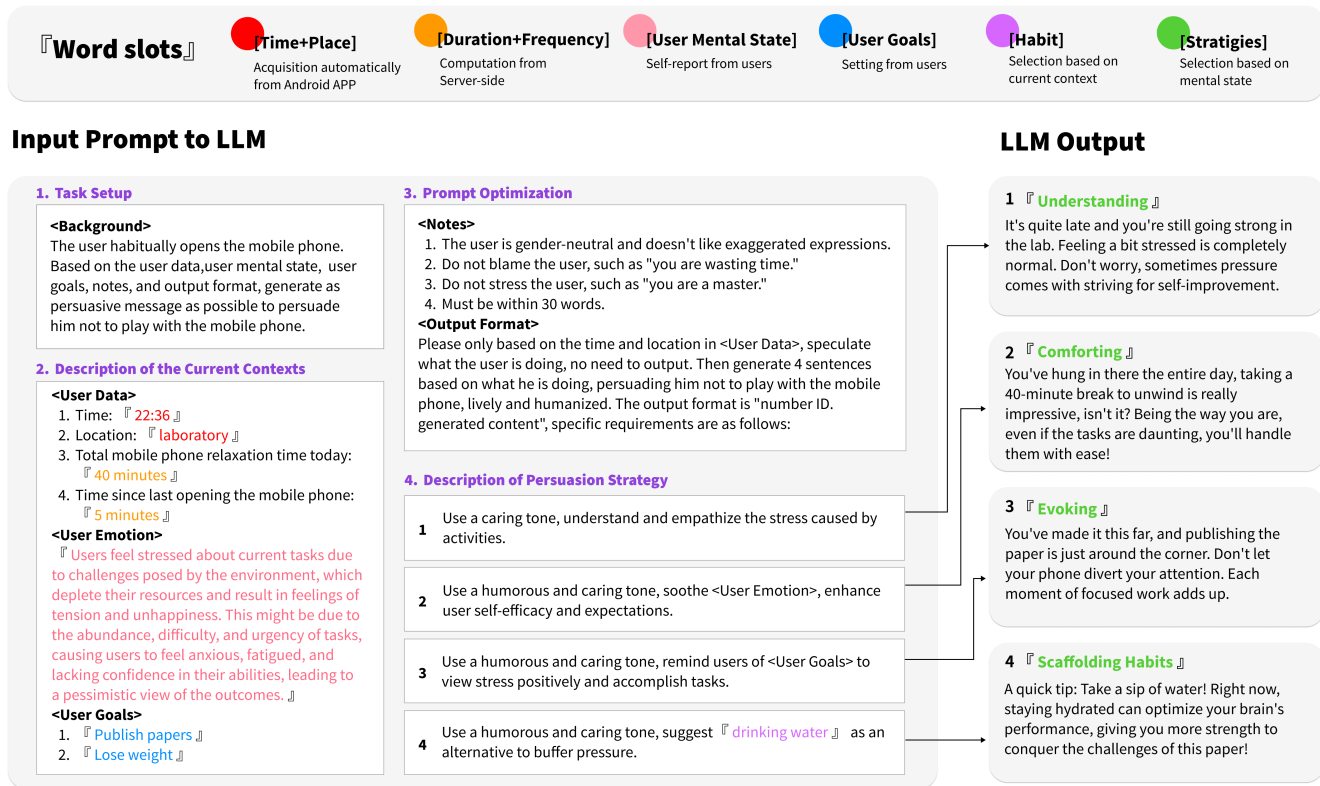 『Word slots』
[Time+Place]
Acquisition automatically
from Android APP
[Duration+Frequency]
Computation from
Server-side
[User Mental State]
Self-report from users
[User Goals]
Setting from users
[Habit]
Selection based on
current context
[Stratigies]
Selection based on
mental state
Input Prompt to LLM
1. Task Setup
<Background>
The user habitually opens the mobile phone.
Based on the user data,user mental state, user
goals, notes, and output format, generate as
persuasive message as possible to persuade
him not to play with the mobile phone.
2. Description of the Current Contexts
<User Data>
1. Time: 『22:36』
2. Location: 『laboratory』
3. Total mobile phone relaxation time today:
『40 minutes』
4. Time since last opening the mobile phone:
『5 minutes』
<User Emotion>
『Users feel stressed about current tasks due
to challenges posed by the environment, which
deplete their resources and result in feelings of
tension and unhappiness. This might be due to
the abundance, difficulty, and urgency of tasks,
causing users to feel anxious, fatigued, and
lacking confidence in their abilities, leading to
a pessimistic view of the outcomes.』
<User Goals>
1. 『Publish papers』
2. 『Lose weight』
3. Prompt Optimization
<Notes>
1. The user is gender-neutral and doesn't like exaggerated expressions.
2. Do not blame the user, such as "you are wasting time."
3. Do not stress the user, such as "you are a master."
4. Must be within 30 words.
<Output Format>
Please only based on the time and location in <User Data>, speculate
what the user is doing, no need to output. Then generate 4 sentences
based on what he is doing, persuading him not to play with the mobile
phone, lively and humanized. The output format is "number ID.
generated content", specific requirements are as follows:
4. Description of Persuasion Strategy
1
Use a caring tone, understand and empathize the stress caused by
activities.
2
Use a humorous and caring tone, soothe <User Emotion>, enhance
user self-efficacy and expectations.
3
Use a humorous and caring tone, remind users of <User Goals> to
view stress positively and accomplish tasks.
4
Use a humorous and caring tone, suggest 『drinking water』 as an
alternative to buffer pressure.
LLM Output
1 『Understanding』
It's quite late and you're still going strong in
the lab. Feeling a bit stressed is completely
normal. Don't worry, sometimes pressure
comes with striving for self-improvement.
2 『Comforting』
You've hung in there the entire day, taking a
40-minute break to unwind is really
impressive, isn't it? Being the way you are,
even if the tasks are daunting, you'll handle
them with ease!
3 『Evoking』
You've made it this far, and publishing the
paper is just around the corner. Don't let
your phone divert your attention. Each
moment of focused work adds up.
4 『Scaffolding Habits』
A quick tip: Take a sip of water! Right now,
staying hydrated can optimize your brain's
performance, giving you more strength to
conquer the challenges of this paper!